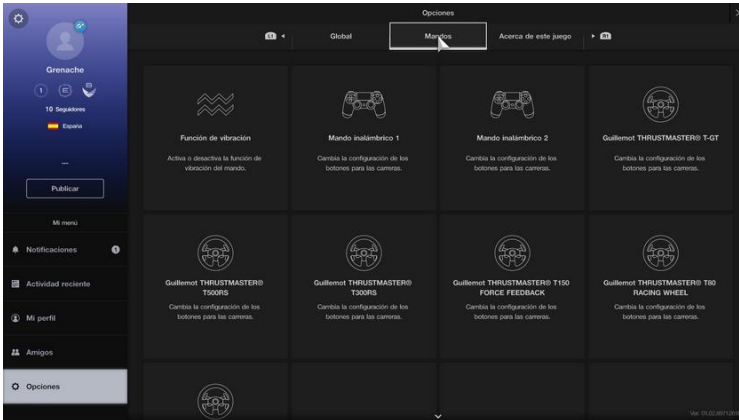 Opciones
L1
Global
Mandos
Acerca de este juego
R1
Grenache
1
E
10 Seguidores
España
...
Publicar
Mi menú
Notificaciones
1
Actividad reciente
Mi perfil
Amigos
Opciones
Función de vibración
Activa o desactiva la función de
vibración del mando.
Mando inalámbrico 1
Cambia la configuración de los
botones para las carreras.
Mando inalámbrico 2
Cambia la configuración de los
botones para las carreras.
Guillemot THRUSTMASTER® T-GT
Cambia la configuración de los
botones para las carreras.
Guillemot THRUSTMASTER®
T500RS
Cambia la configuración de los
botones para las carreras.
Guillemot THRUSTMASTER®
T300RS
Cambia la configuración de los
botones para las carreras.
Guillemot THRUSTMASTER® T150
FORCE FEEDBACK
Cambia la configuración de los
botones para las carreras.
Guillemot THRUSTMASTER® T80
RACING WHEEL
Cambia la configuración de los
botones para las carreras.